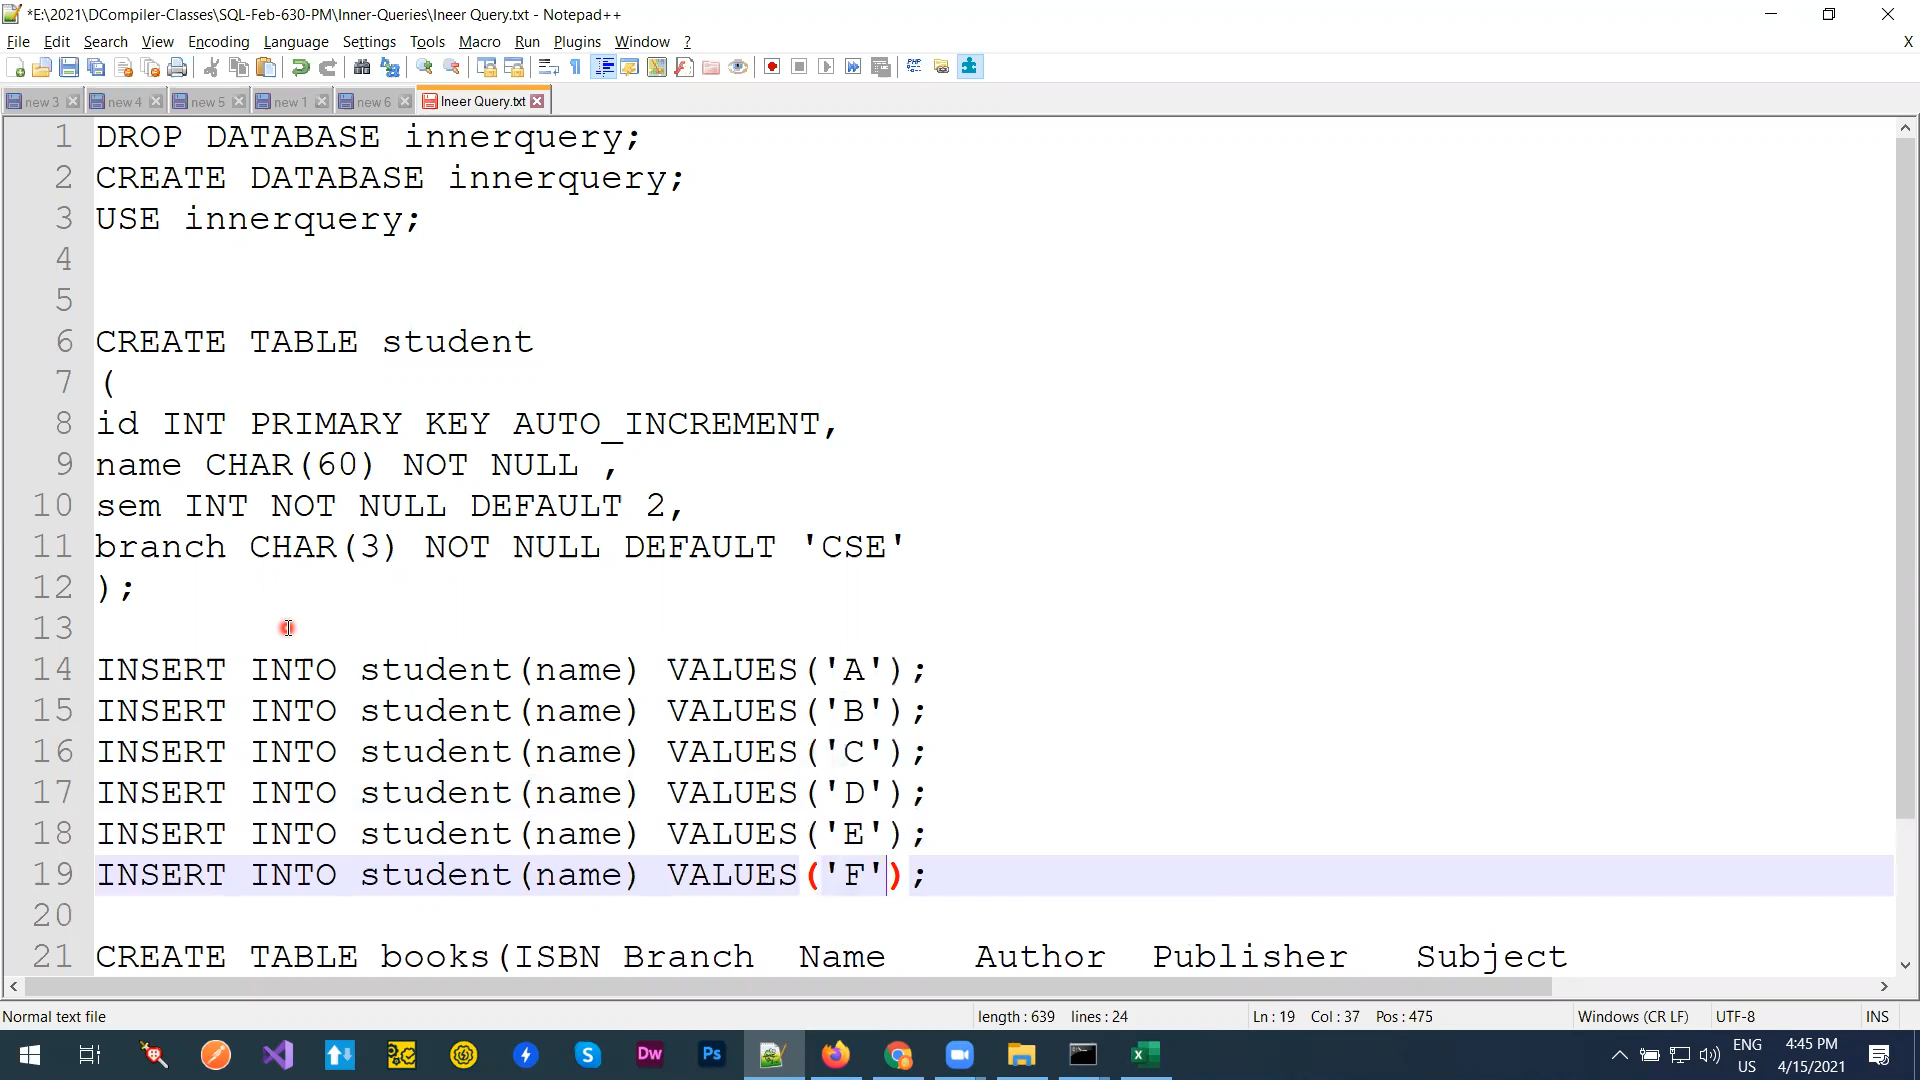 *E:\2021\DCompiler-Classes\SQL-Feb-630-PM\Inner-Queries\Ineer Query.txt - Notepad++
File Edit Search View Encoding Language Settings Tools Macro Run Plugins Window ? X
new 3 new 4 new 5 new 1 new 6 Ineer Query.txt
1 DROP DATABASE innerquery;
2 CREATE DATABASE innerquery;
3 USE innerquery;
4
5
6 CREATE TABLE student
7 (
8 id INT PRIMARY KEY AUTO_INCREMENT,
9 name CHAR(60) NOT NULL ,
10 sem INT NOT NULL DEFAULT 2,
11 branch CHAR(3) NOT NULL DEFAULT 'CSE'
12 );
13
14 INSERT INTO student(name) VALUES('A');
15 INSERT INTO student(name) VALUES('B');
16 INSERT INTO student(name) VALUES('C');
17 INSERT INTO student(name) VALUES('D');
18 INSERT INTO student(name) VALUES('E');
19 INSERT INTO student(name) VALUES('F');
20
21 CREATE TABLE books(ISBN Branch Name Author Publisher Subject
Normal text file length : 639 lines : 24 Ln : 19 Col : 37 Pos : 475 Windows (CR LF) UTF-8 INS
Dw Ps ENG 4:45 PM
US 4/15/2021